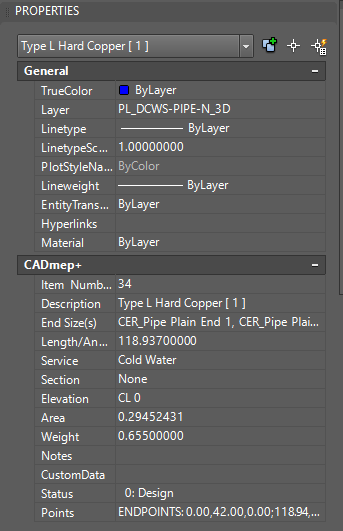 PROPERTIES
Type L Hard Copper [ 1 ]
General
TrueColor ByLayer
Layer PL_DCWS-PIPE-N_3D
Linetype ByLayer
LinetypeSc... 1.00000000
PlotStyleNa... ByColor
Lineweight ByLayer
EntityTrans... ByLayer
Hyperlinks
Material ByLayer
CADmep+
Item Numb... 34
Description Type L Hard Copper [ 1 ]
End Size(s) CER_Pipe Plain End 1, CER_Pipe Plai...
Length/An... 118.93700000
Service Cold Water
Section None
Elevation CL 0
Area 0.29452431
Weight 0.65500000
Notes
CustomData
Status 0: Design
Points ENDPOINTS: 0.00,42.00,0.00;118.94,...